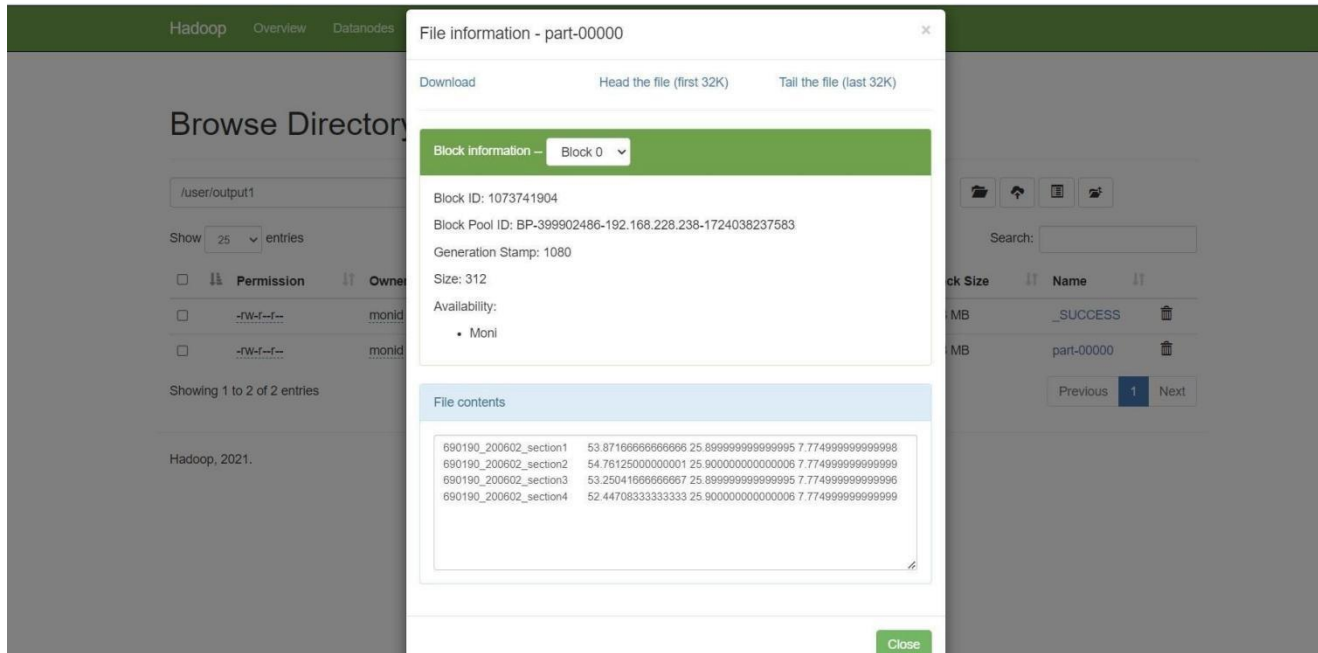 Hadoop Overview Datanodes
File information - part-00000 ×
Download Head the file (first 32K) Tail the file (last 32K)
Browse Directory
Block information -- Block 0
/user/output1
Block ID: 1073741904
Block Pool ID: BP-399902486-192.168.228.238-1724038237583
Show 25 entries
Search:
Generation Stamp: 1080
Permission Owner
Size: 312
ck Size Name
Availability:
-rw-r--r-- monid
MB _SUCCESS
• Moni
-rw-r--r-- monid
MB part-00000
Showing 1 to 2 of 2 entries
Previous 1 Next
File contents
690190_200602_section1 53.87166666666666 25.899999999999995 7.774999999999998
690190_200602_section2 54.76125000000001 25.900000000000006 7.774999999999999
690190_200602_section3 53.25041666666667 25.899999999999995 7.774999999999996
690190_200602_section4 52.44708333333333 25.900000000000006 7.774999999999999
Hadoop, 2021.
Close